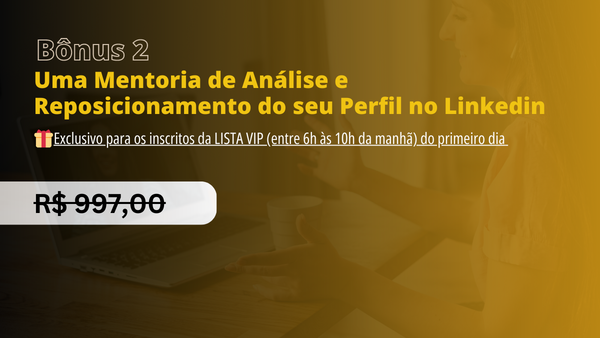 Bônus 2
Uma Mentoria de Análise e
Reposicionamento do seu Perfil no Linkedin
🎁Exclusivo para os inscritos da LISTA VIP (entre 6h às 10h da manhã) do primeiro dia
R$ 997,00